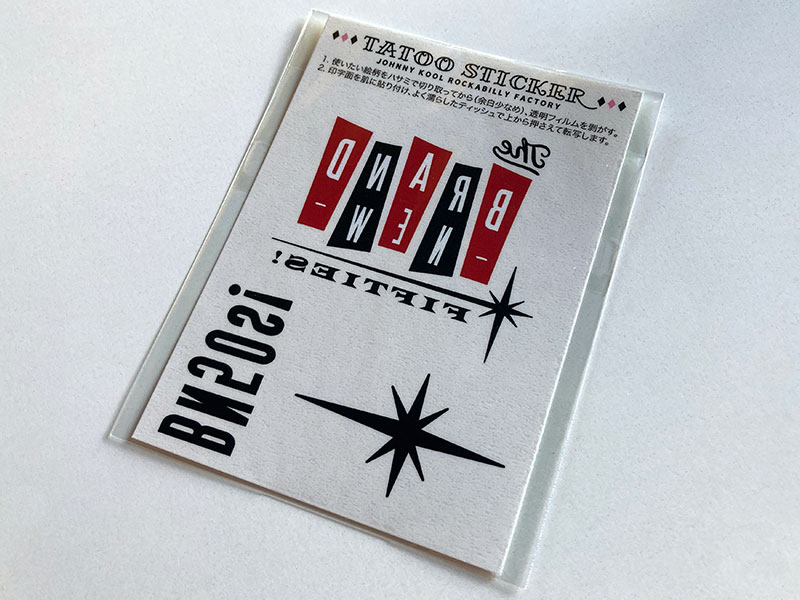 TATOO STICKER
JOHNNY KOOL ROCKABILLY FACTORY
1. 使いたい絵柄をハサミで切り取ってから(余白少なめ)、透明フィルムを剥がす。
2. 印字面を肌に貼り付け、よく濡らしたティッシュで上から押さえて転写します。
The
BRAND
- NEW -
FIFTIES!
BN50s!